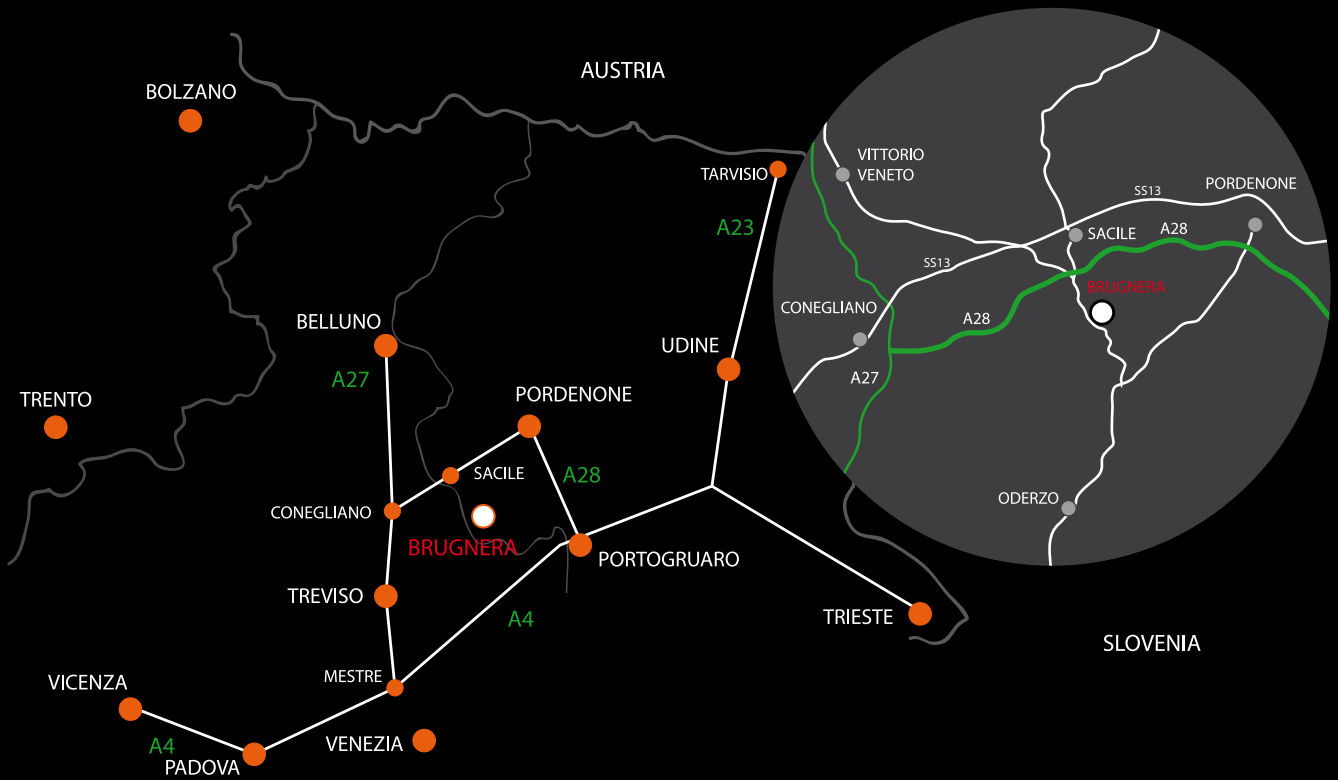 AUSTRIA
BOLZANO
TARVISIO
A23
BELLUNO
A27
UDINE
TRENTO
PORDENONE
SACILE
A28
CONEGLIANO
BRUGNERA
PORTOGRUARO
TREVISO
A4
TRIESTE
SLOVENIA
MESTRE
VICENZA
A4
PADOVA
VENEZIA
VITTORIO
VENETO
SS13
PORDENONE
SACILE
A28
SS13
BRUGNERA
CONEGLIANO
A28
A27
ODERZO